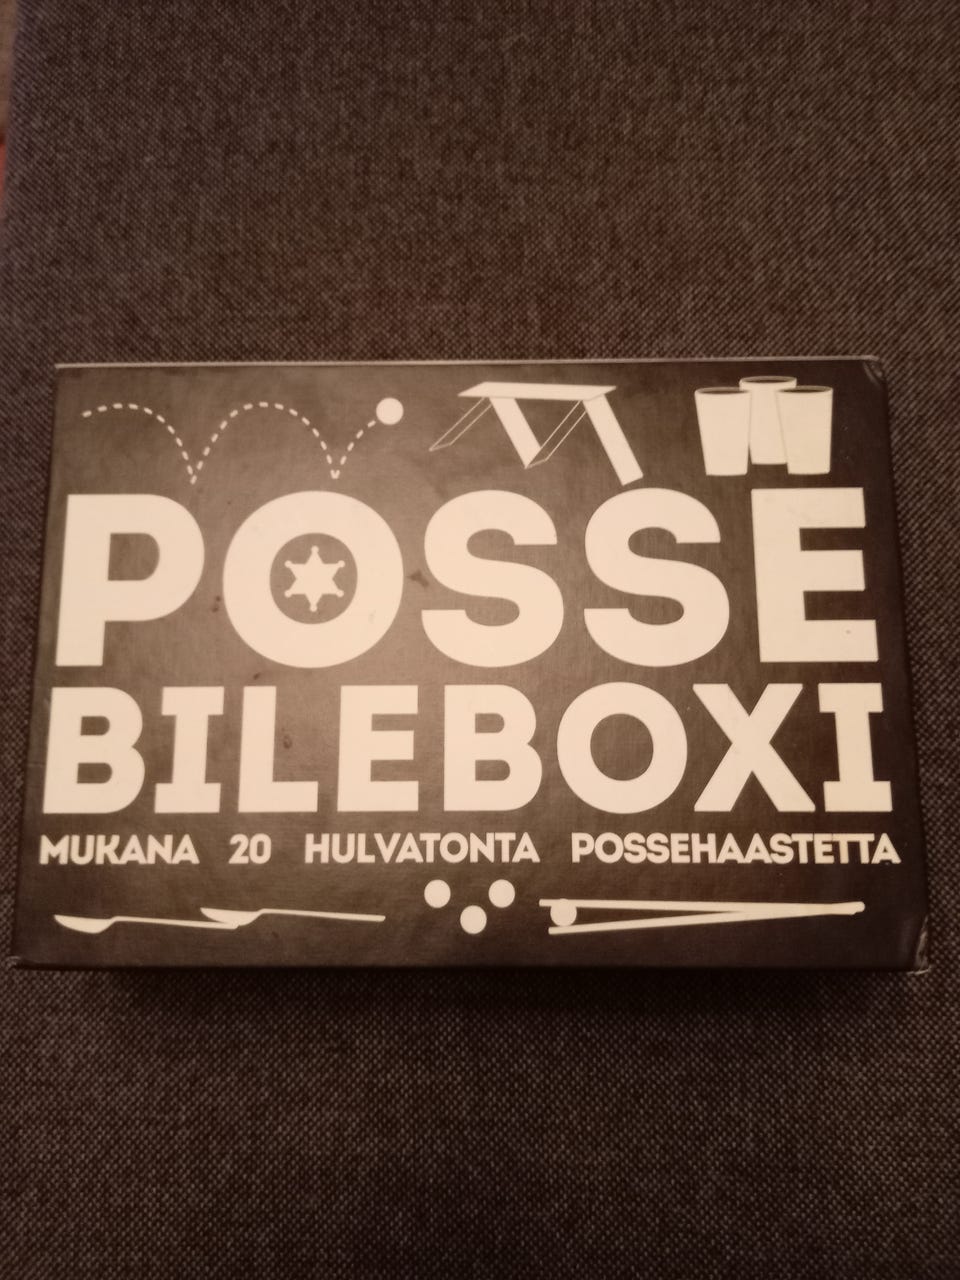 POSSE
BILEBOXI
MUKANA 20 HULVATONTA POSSEHAASTETTA